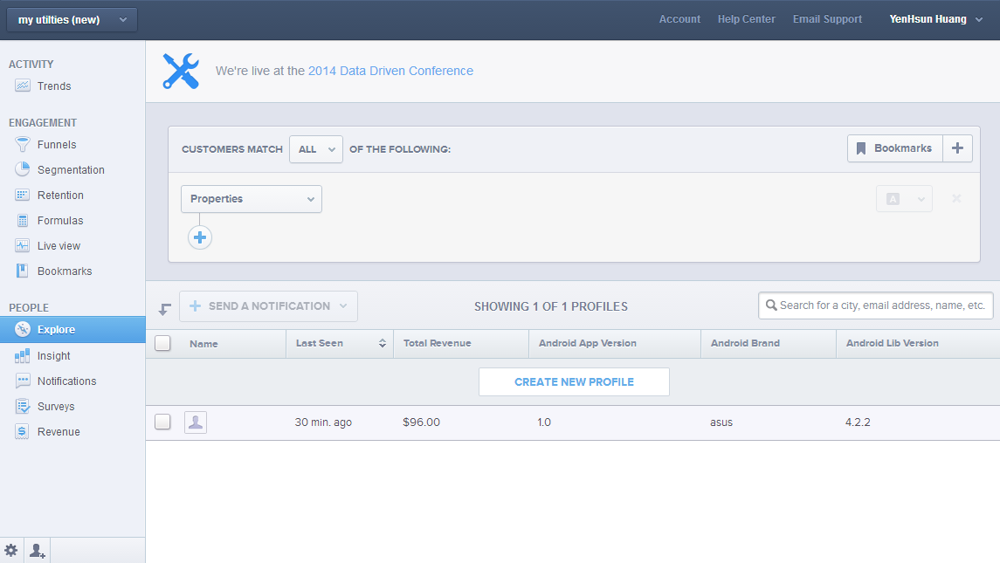 my utilties (new)
Account Help Center Email Support YenHsun Huang
ACTIVITY
Trends
ENGAGEMENT
Funnels
Segmentation
Retention
Formulas
Live view
Bookmarks
PEOPLE
Explore
Insight
Notifications
Surveys
Revenue
We're live at the 2014 Data Driven Conference
CUSTOMERS MATCH ALL OF THE FOLLOWING:
Bookmarks
Properties
A
SEND A NOTIFICATION
SHOWING 1 OF 1 PROFILES
Search for a city, email address, name, etc.
Name Last Seen Total Revenue Android App Version Android Brand Android Lib Version
CREATE NEW PROFILE
30 min. ago $96.00 1.0 asus 4.2.2